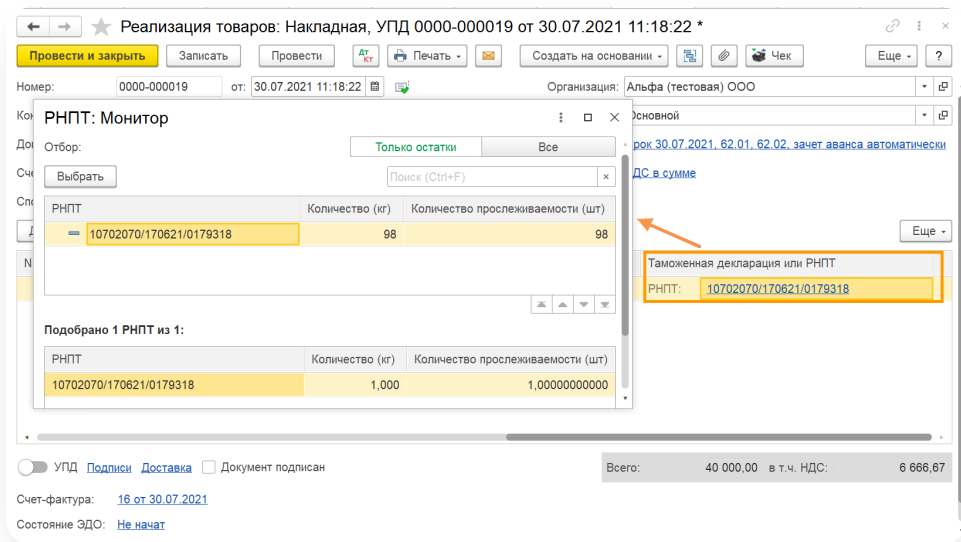 Реализация товаров: Накладная, УПД 0000-000019 от 30.07.2021 11:18:22 *
Провести и закрыть Записать Провести Дт Кт Печать Создать на основании Чек Еще ?
Номер: 0000-000019 от: 30.07.2021 11:18:22 Организация: Альфа (тестовая) ООО
Кон
Основной
РНПТ: Монитор
До
рок 30.07.2021, 62.01, 62.02, зачет аванса автоматически
Отбор: Только остатки Все
Сче
ДС в сумме
Выбрать Поиск (Ctrl+F) ×
Спо
РНПТ Количество (кг) Количество прослеживаемости (шт)
10702070/170621/0179318 98 98
Еще
N
Таможенная декларация или РНПТ
РНПТ: 10702070/170621/0179318
Подобрано 1 РНПТ из 1:
РНПТ Количество (кг) Количество прослеживаемости (шт)
10702070/170621/0179318 1,000 1,00000000000
УПД Подписи Доставка Документ подписан Всего: 40 000,00 в т.ч. НДС: 6 666,67
Счет-фактура: 16 от 30.07.2021
Состояние ЭДО: Не начат